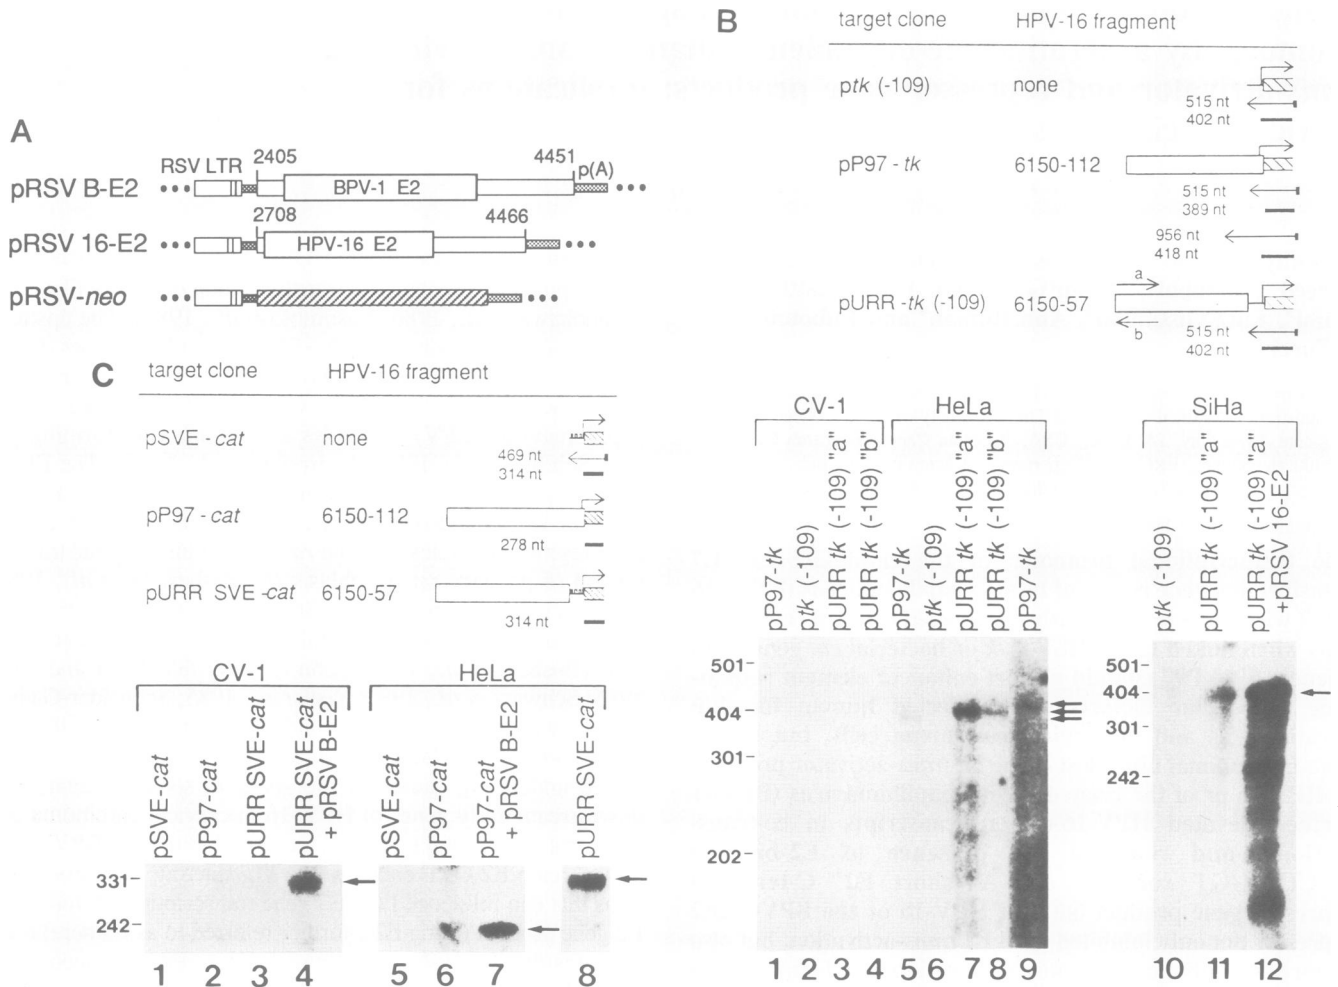 A
RSV LTR
2405
4451
p(A)
pRSV B-E2
BPV-1 E2
2708
4466
pRSV 16-E2
HPV-16 E2
pRSV-neo
B
target clone HPV-16 fragment
ptk (-109) none
515 nt
402 nt
pP97 - tk 6150-112
515 nt
389 nt
956 nt
418 nt
a
pURR -tk (-109) 6150-57
b
515 nt
402 nt
CV-1 HeLa SiHa
pP97-tk
ptk (-109)
pURR tk (-109) "a"
pURR tk (-109) "b"
pP97-tk
ptk (-109)
pURR tk (-109) "a"
pURR tk (-109) "b"
pP97-tk
ptk (-109)
pURR tk (-109) "a"
pURR tk (-109) "a"
+pRSV 16-E2
501
404
301
242
202
501
404
301
242
1 2 3 4 5 6 7 8 9 10 11 12
C
target clone HPV-16 fragment
pSVE - cat none
469 nt
314 nt
pP97 - cat 6150-112
278 nt
pURR SVE -cat 6150-57
314 nt
CV-1 HeLa
pSVE-cat
pP97-cat
pURR SVE-cat
pURR SVE-cat
+ pRSV B-E2
pSVE-cat
pP97-cat
pP97-cat
+ pRSV B-E2
pURR SVE-cat
331
242
1 2 3 4 5 6 7 8